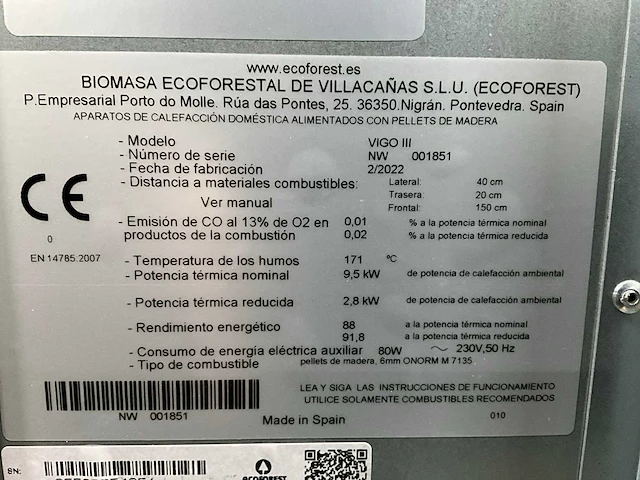 www.ecoforest.es
BIOMASA ECOFORESTAL DE VILLACAÑAS S.L.U. (ECOFOREST)
P.Empresarial Porto do Molle. Rúa das Pontes, 25. 36350.Nigrán. Pontevedra. Spain
APARATOS DE CALEFACCIÓN DOMÉSTICA ALIMENTADOS CON PELLETS DE MADERA
- Modelo VIGO III
- Número de serie NW 001851
- Fecha de fabricación 2/2022
- Distancia a materiales combustibles: Lateral: 40 cm
Ver manual Trasera: 20 cm
Frontal: 150 cm
CE
0
EN 14785:2007
- Emisión de CO al 13% de O2 en 0,01 % a la potencia térmica nominal
productos de la combustión 0,02 % a la potencia térmica reducida
- Temperatura de los humos 171 ºC
- Potencia térmica nominal 9,5 kW de potencia de calefacción ambiental
- Potencia térmica reducida 2,8 kW de potencia de calefacción ambiental
- Rendimiento energético 88 a la potencia térmica nominal
91,8 a la potencia térmica reducida
- Consumo de energía eléctrica auxiliar 80W ~ 230V,50 Hz
- Tipo de combustible pellets de madera, 6mm ONORM M 7135
LEA Y SIGA LAS INSTRUCCIONES DE FUNCIONAMIENTO
UTILICE SOLAMENTE COMBUSTIBLES RECOMENDADOS
NW 001851
Made in Spain
010
SN:
ECOFOREST